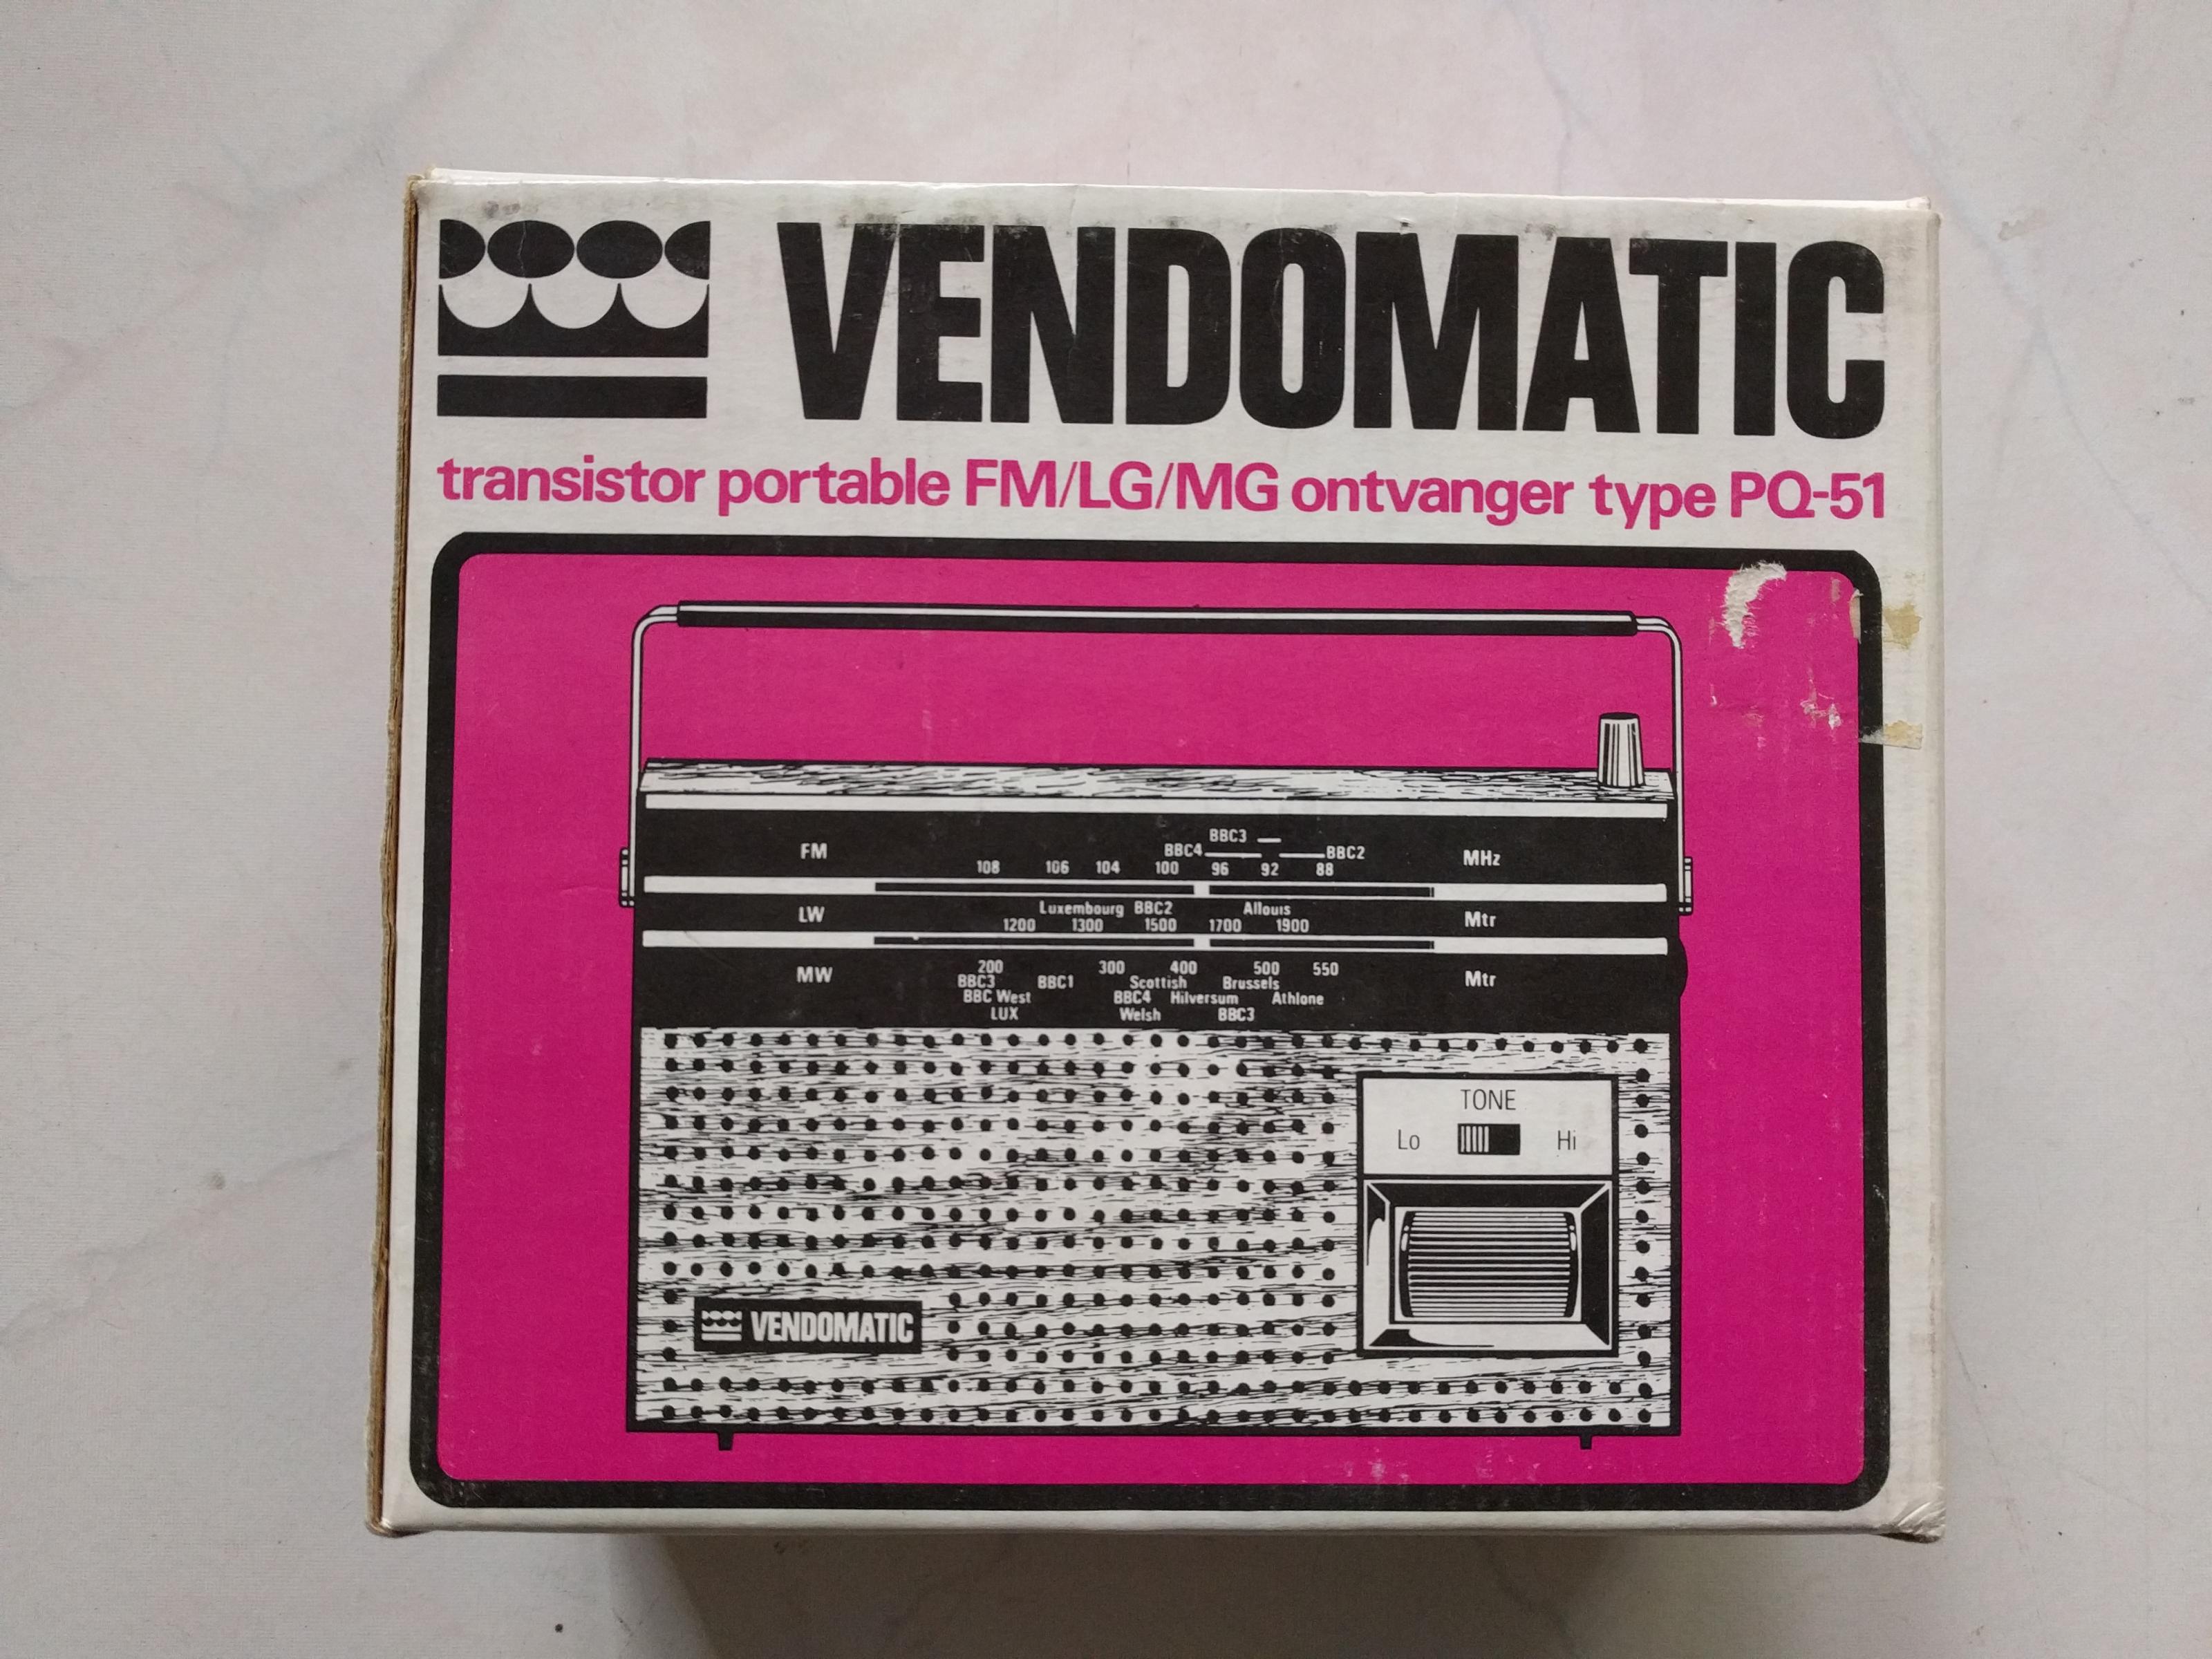 VENDOMATIC
transistor portable FM/LG/MG ontvanger type PQ-51
BBC3
FM BBC4 BBC2 MHz
108 106 104 100 96 92 88
LW Luxembourg BBC2 Allouis Mtr
1200 1300 1500 1700 1900
MW 200 300 400 500 550 Mtr
BBC3 BBC1 Scottish Brussels
BBC West BBC4 Hilversum Athlone
LUX Welsh BBC3
TONE
Lo Hi
VENDOMATIC